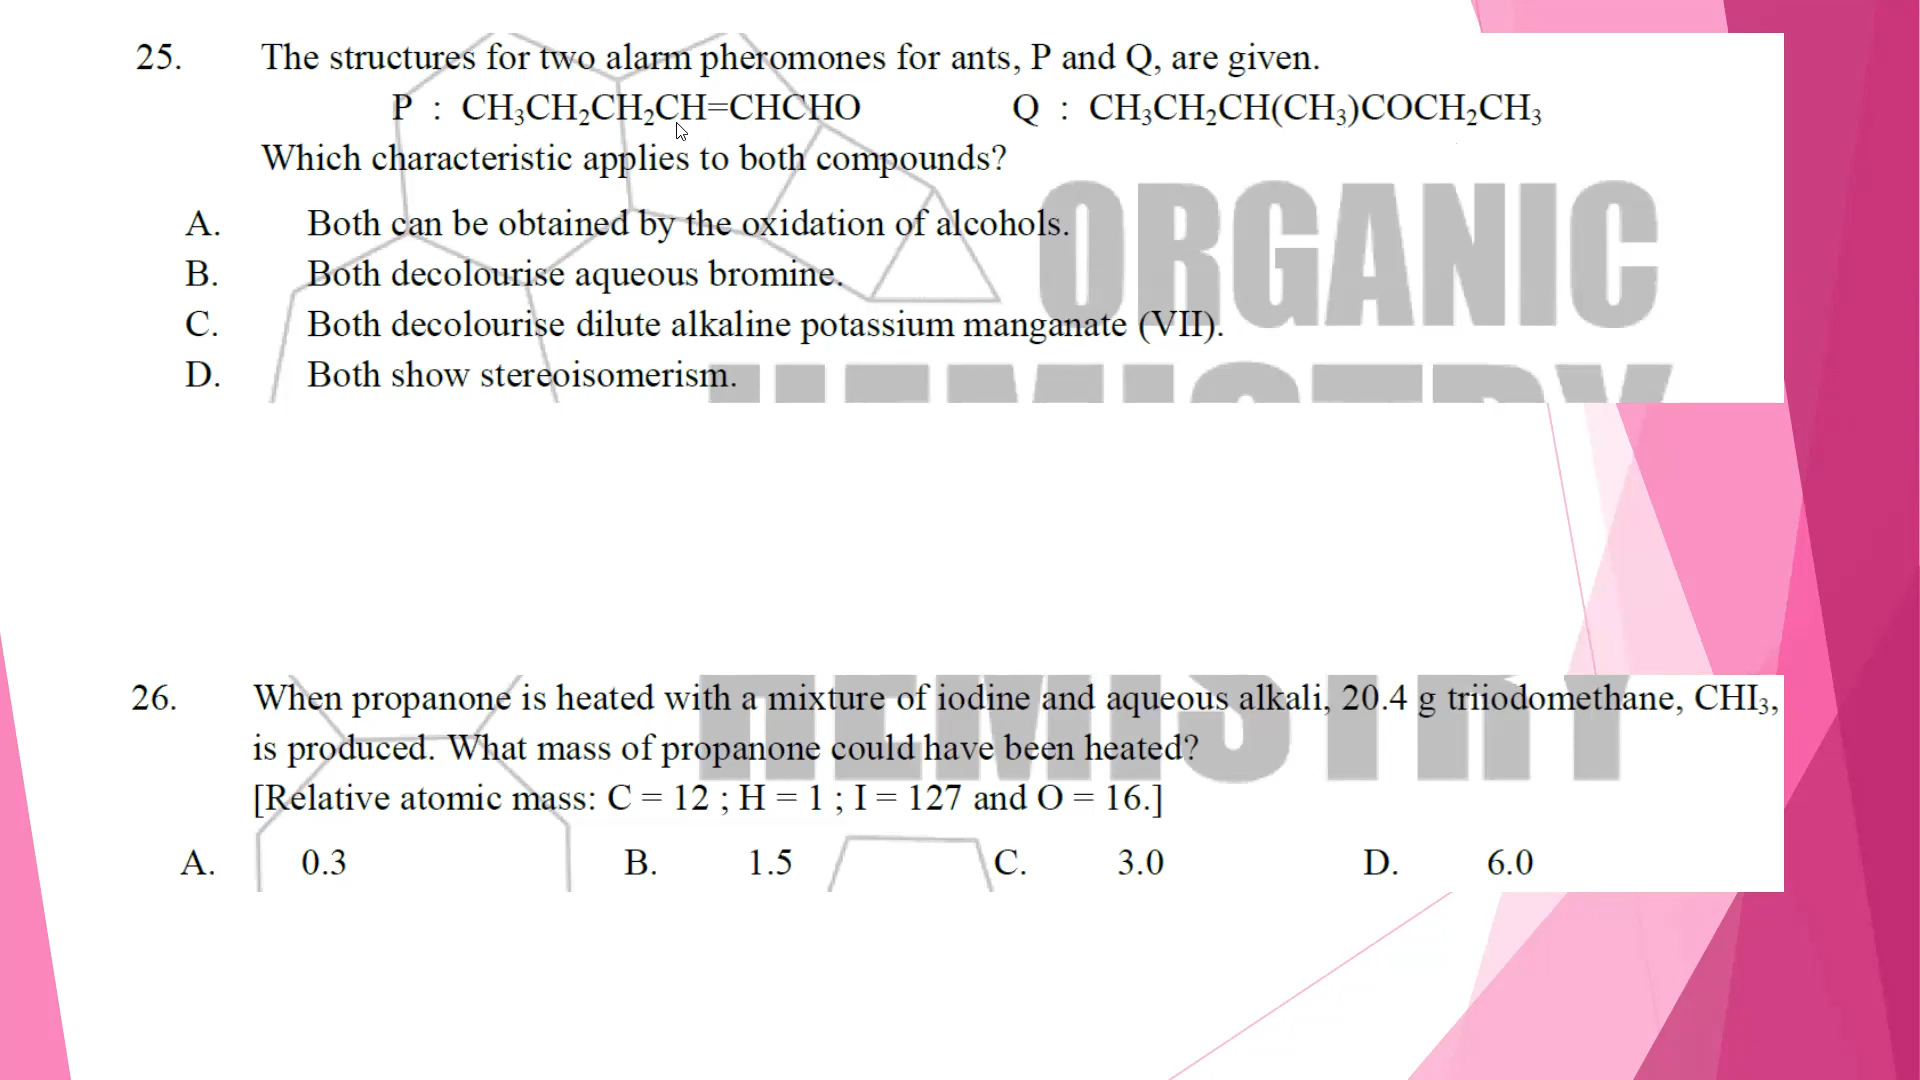 25. The structures for two alarm pheromones for ants, P and Q, are given.
P : CH₃CH₂CH₂CH=CHCHO Q : CH₃CH₂CH(CH₃)COCH₂CH₃
Which characteristic applies to both compounds?
ORGANIC
A. Both can be obtained by the oxidation of alcohols.
B. Both decolourise aqueous bromine.
C. Both decolourise dilute alkaline potassium manganate (VII).
D. Both show stereoisomerism.
HEMISTRY
26. When propanone is heated with a mixture of iodine and aqueous alkali, 20.4 g triiodomethane, CHI₃,
is produced. What mass of propanone could have been heated?
[Relative atomic mass: C = 12 ; H = 1 ; I = 127 and O = 16.]
A. 0.3 B. 1.5 C. 3.0 D. 6.0